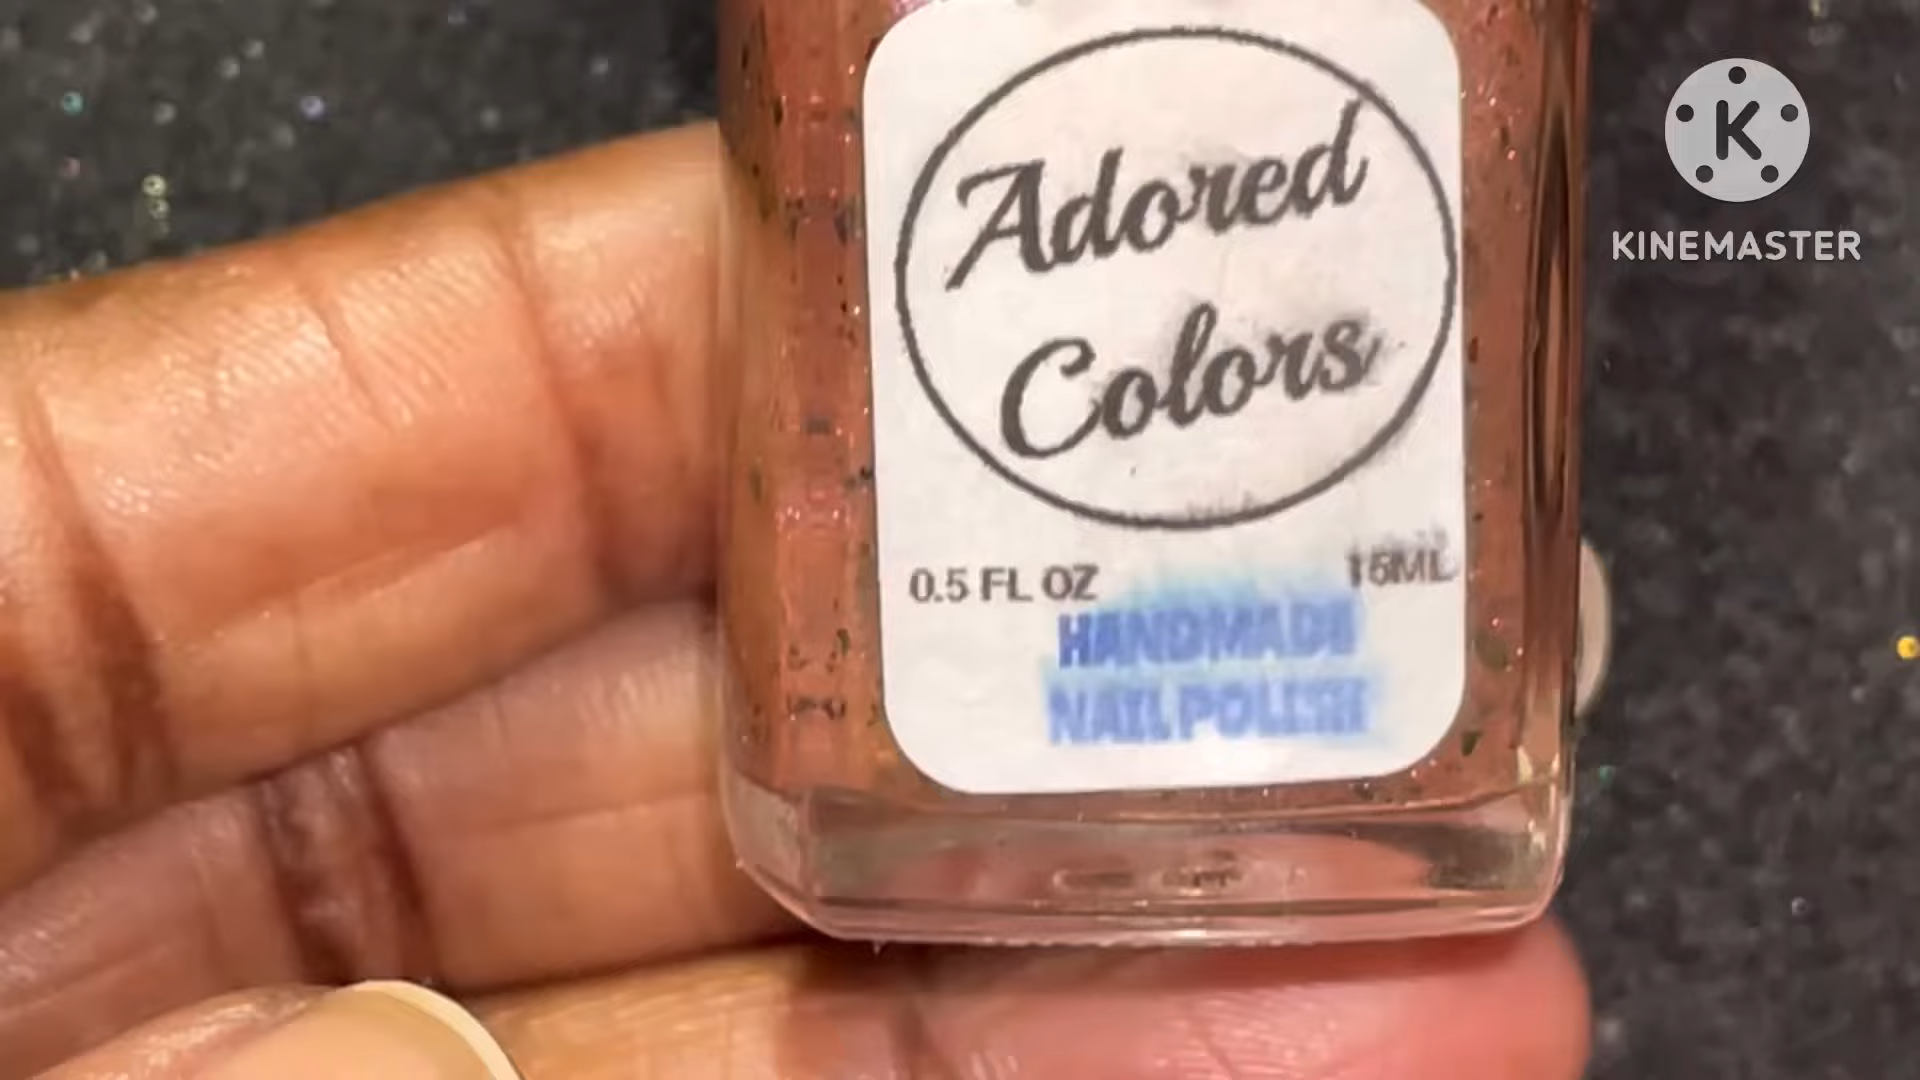 Adored
Colors
0.5 FL OZ 15ML
HANDMADE
NAIL POLISH
K
KINEMASTER